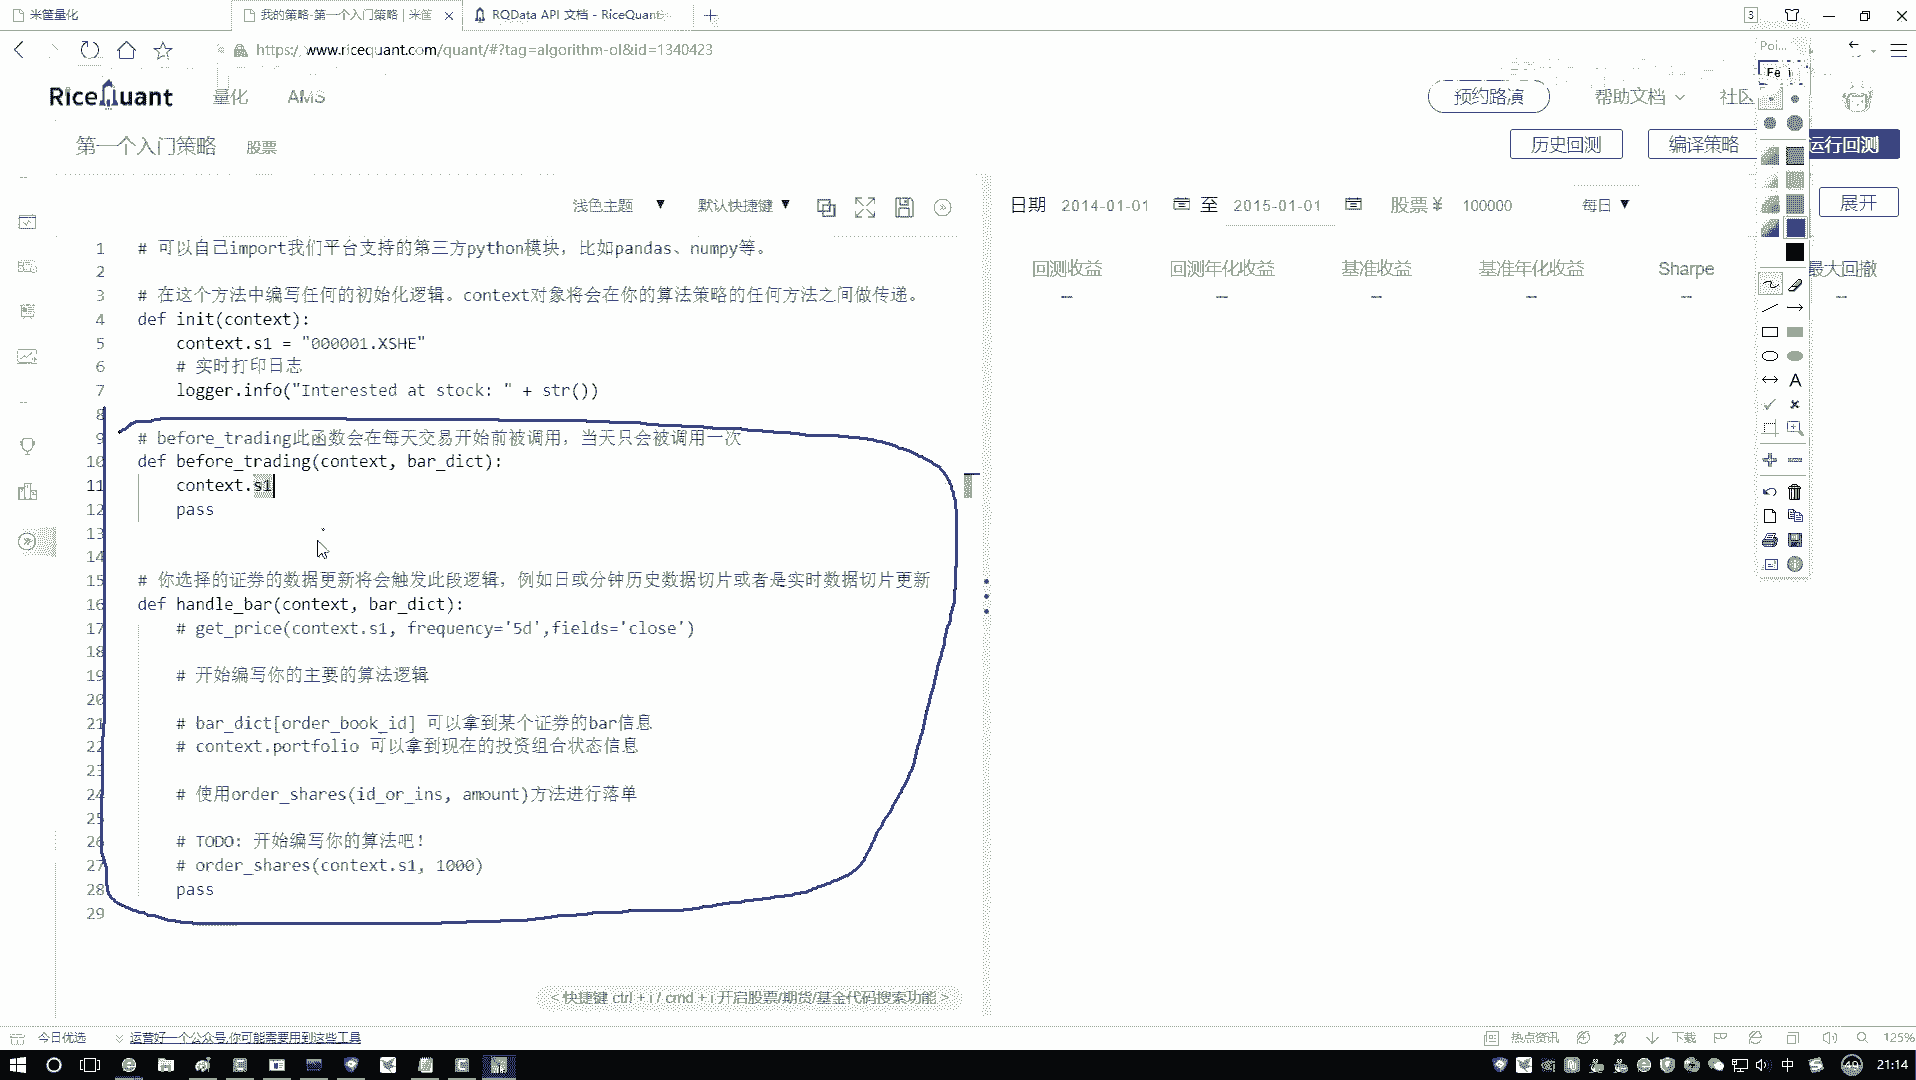 米筐量化
我的策略-第一个入门策略 | 米筐
RQData API 文档 - RiceQuant
3
https://www.ricequant.com/quant/#?tag=algorithm-ol&id=1340423
RiceQuant
量化
AMS
预约路演
帮助文档
社区
第一个入门策略
股票
历史回测
编译策略
运行回测
浅色主题
默认快捷键
日期 2014-01-01 至 2015-01-01 股票 ¥ 100000 每日
展开
回测收益 回测年化收益 基准收益 基准年化收益 Sharpe 最大回撤
-- -- -- -- -- --
1 # 可以自己import我们平台支持的第三方python模块，比如pandas、numpy等。
2
3 # 在这个方法中编写任何的初始化逻辑。context对象将会在你的算法策略的任何方法之间做传递。
4 def init(context):
5 context.s1 = "000001.XSHE"
6 # 实时打印日志
7 logger.info("Interested at stock: " + str())
8
9 # before_trading此函数会在每天交易开始前被调用，当天只会被调用一次
10 def before_trading(context, bar_dict):
11 context.s1
12 pass
13
14
15 # 你选择的证券的数据更新将会触发此段逻辑，例如日或分钟历史数据切片或者是实时数据切片更新
16 def handle_bar(context, bar_dict):
17 # get_price(context.s1, frequency='5d',fields='close')
18
19 # 开始编写你的主要的算法逻辑
20
21 # bar_dict[order_book_id] 可以拿到某个证券的bar信息
22 # context.portfolio 可以拿到现在的投资组合状态信息
23
24 # 使用order_shares(id_or_ins, amount)方法进行落单
25
26 # TODO: 开始编写你的算法吧！
27 # order_shares(context.s1, 1000)
28 pass
29
< 快捷键 ctrl + i / cmd + i 开启股票/期货/基金代码搜索功能 >
Poi...
A
今日优选
运营好一个公众号,你可能需要用到这些工具
热点资讯
下载
125%
中
49
21:14